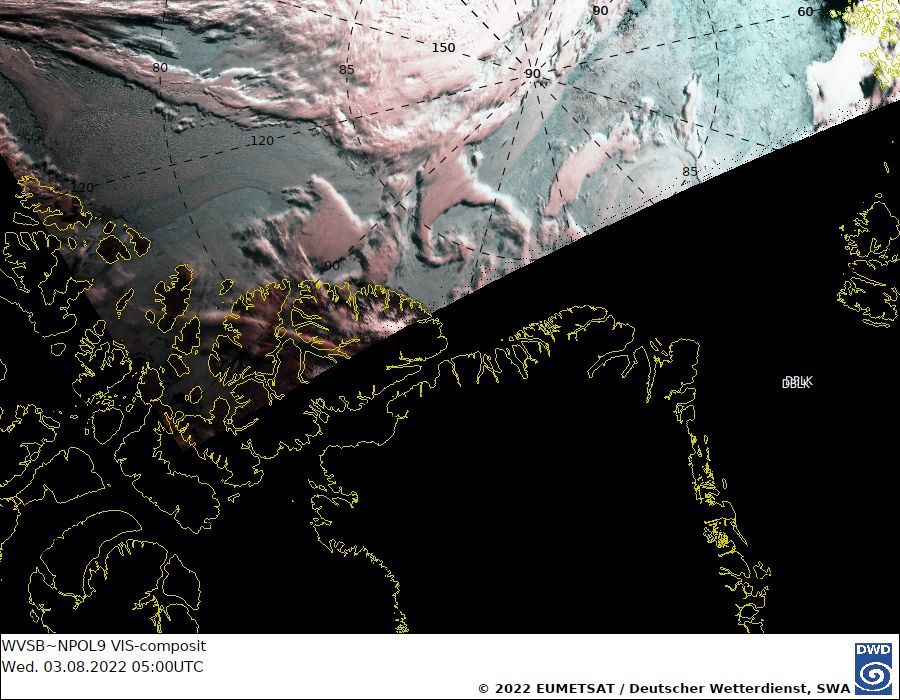 90
60
150
80
85
90
120
85
120
90
DBLK
WVSB~NPOL9 VIS-composit
Wed. 03.08.2022 05:00UTC
© 2022 EUMETSAT / Deutscher Wetterdienst, SWA
DWD